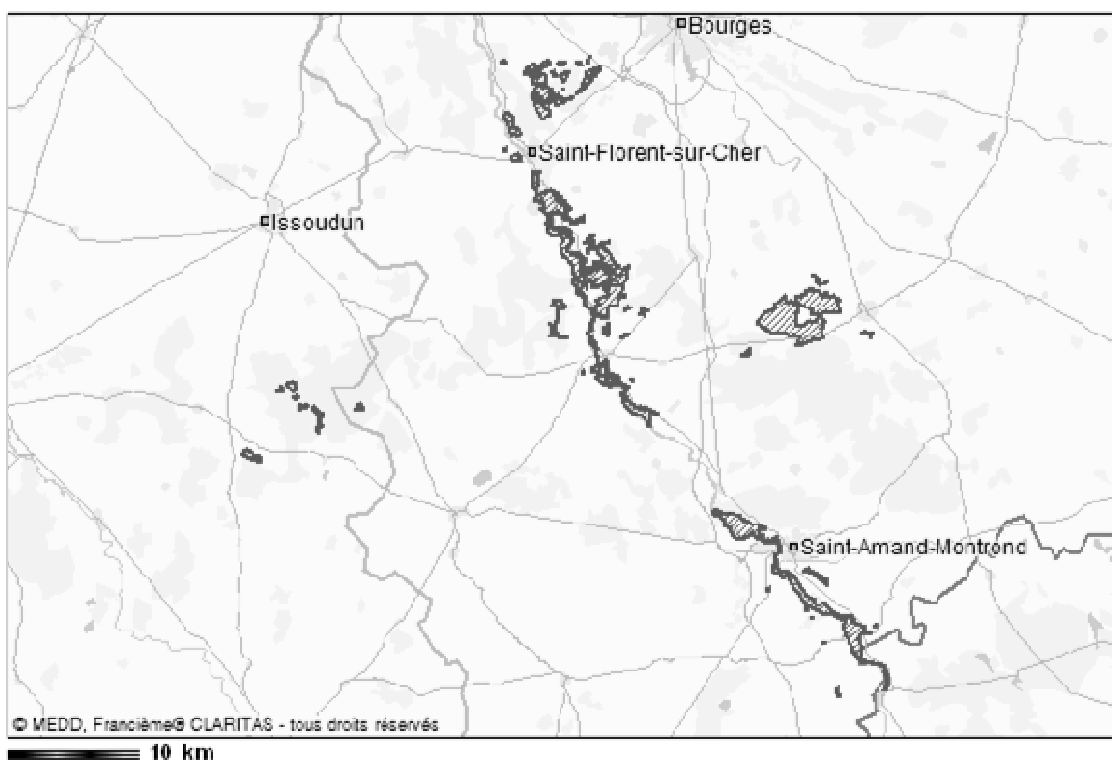 Bourges
Saint-Florent-sur-Cher
Issoudun
Saint-Amand-Montrond
© MEDD, Francième® CLARITAS - tous droits réservés
10 km